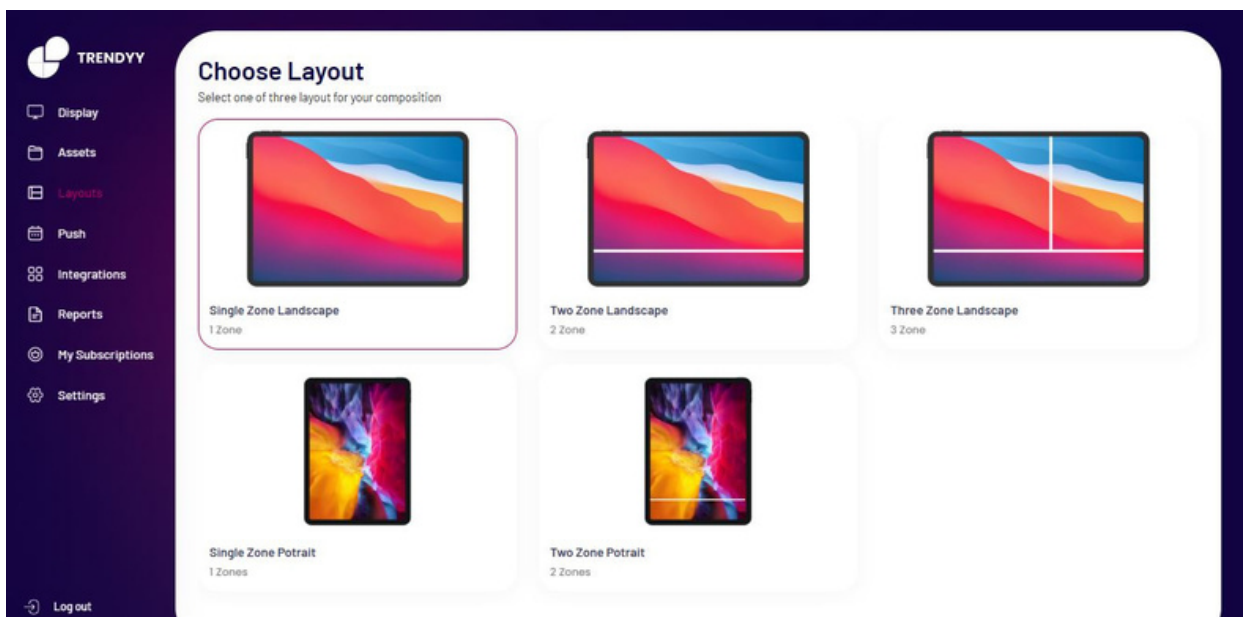 TRENDYY
Display
Assets
Layouts
Push
Integrations
Reports
My Subscriptions
Settings
Log out
Choose Layout
Select one of three layout for your composition
Single Zone Landscape
1 Zone
Two Zone Landscape
2 Zone
Three Zone Landscape
3 Zone
Single Zone Potrait
1 Zones
Two Zone Potrait
2 Zones